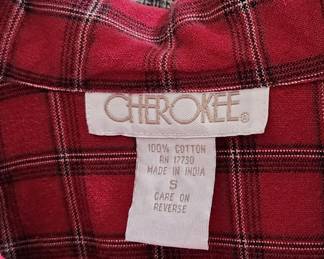 CHEROKEE®
100% COTTON
RN 17730
MADE IN INDIA
S
CARE ON
REVERSE